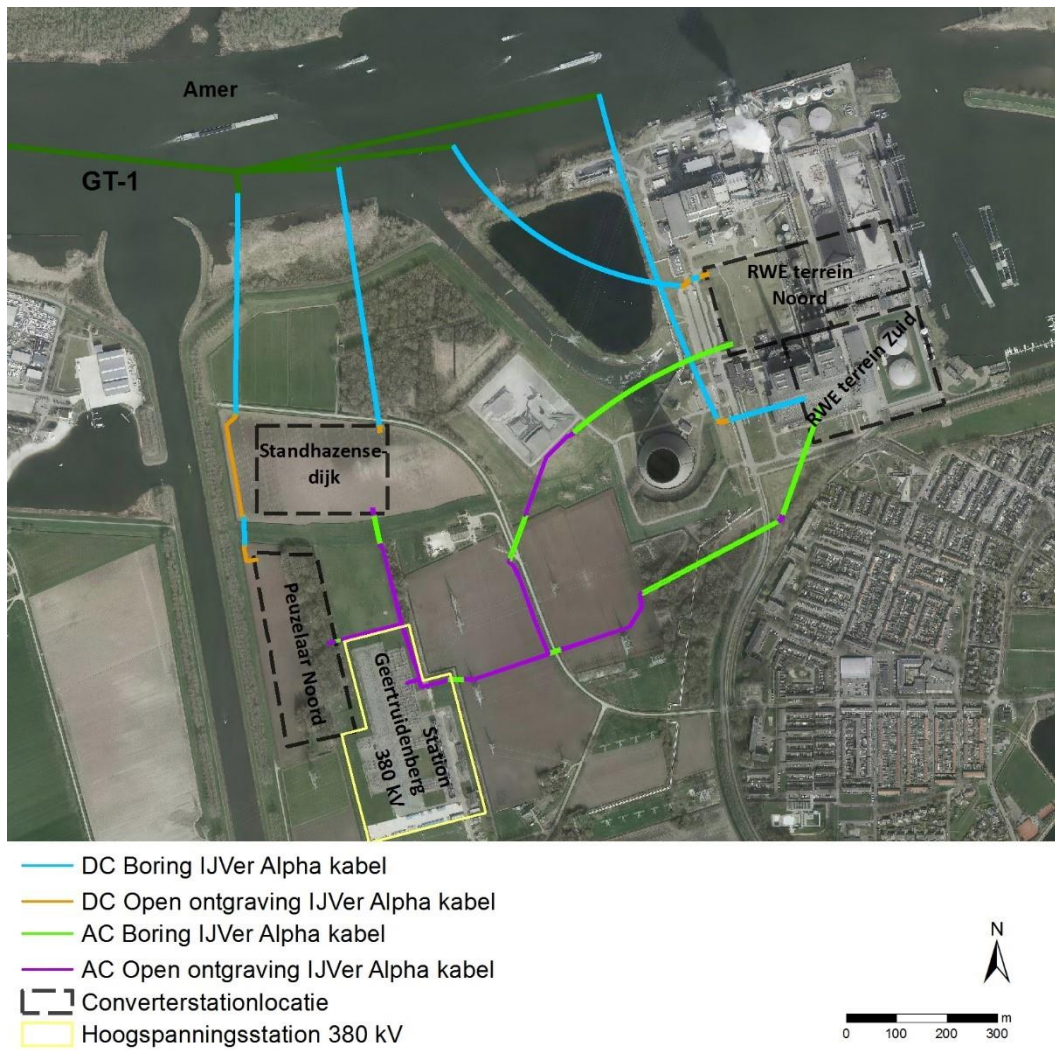 Amer
GT-1
RWE terrein
Noord
RWE terrein Zuid
Standhazense-
dijk
Peuzelaar Noord
Station
Geertruidenberg
380 kV
DC Boring IJVer Alpha kabel
DC Open ontgraving IJVer Alpha kabel
AC Boring IJVer Alpha kabel
AC Open ontgraving IJVer Alpha kabel
Converterstationlocatie
Hoogspanningsstation 380 kV
N
m
0 100 200 300